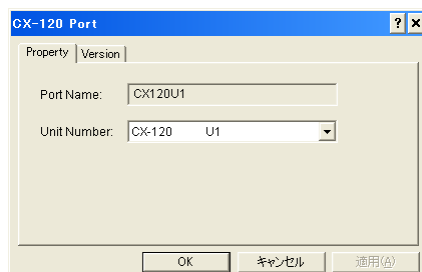 CX-120 Port
Property Version
Port Name: CX120U1
Unit Number: CX-120 U1
OK キャンセル 適用(A)